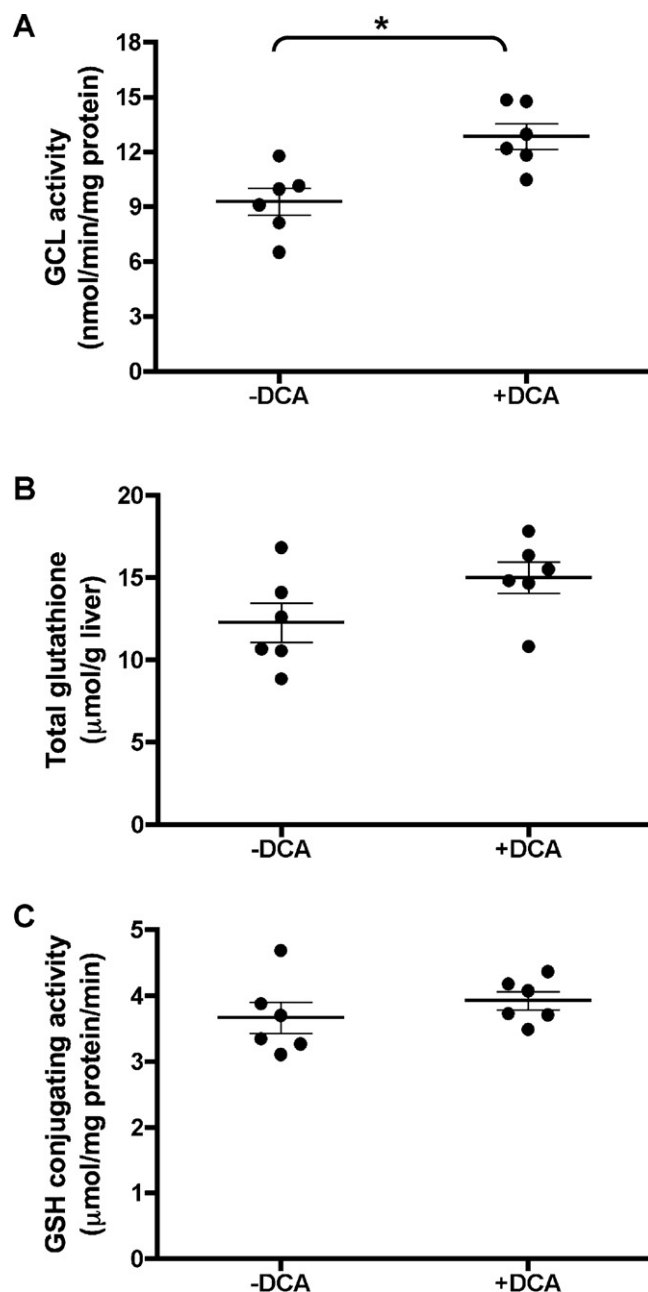 A
*
GCL activity
(nmol/min/mg protein)
18
15
12
9
6
3
0
-DCA +DCA
B
Total glutathione
(μmol/g liver)
20
15
10
5
0
-DCA +DCA
C
GSH conjugating activity
(μmol/mg protein/min)
5
4
3
2
1
0
-DCA +DCA